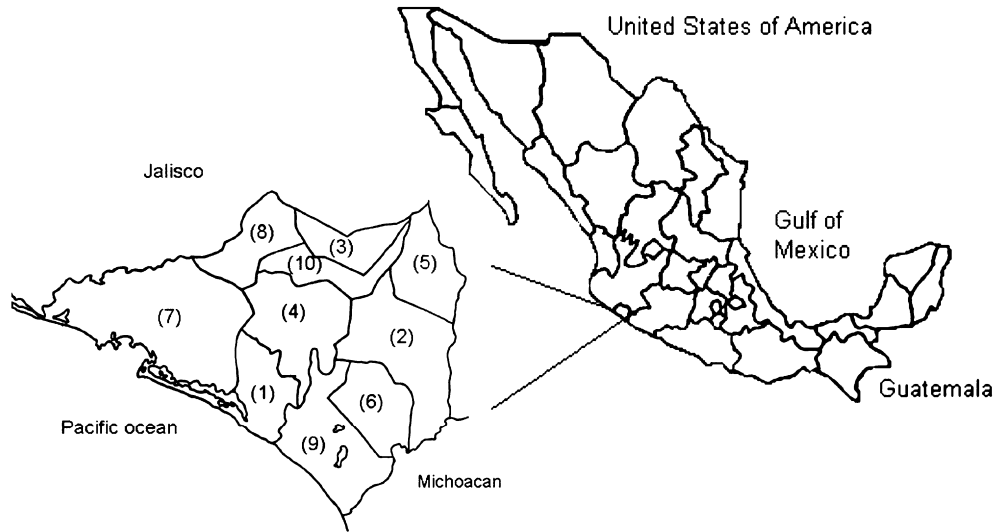 United States of America
Jalisco
Gulf of
Mexico
(8)
(3)
(10)
(5)
(7)
(4)
(2)
(1)
(6)
(9)
Guatemala
Pacific ocean
Michoacan